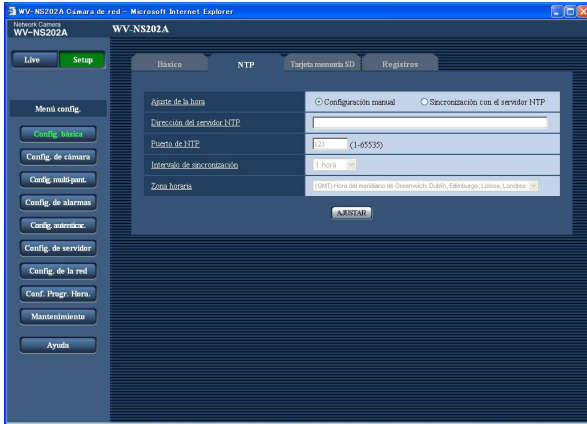 WV-NS202A Cámara de red - Microsoft Internet Explorer
Network Camera
WV-NS202A
WV-NS202A
Live Setup
Básico NTP Tarjeta memoria SD Registros
Menú config.
Config. básica
Config. de cámara
Config. multi-pant.
Config. de alarmas
Config. autenticac.
Config. de servidor
Config. de la red
Conf. Progr. Hora.
Mantenimiento
Ayuda
Ajuste de la hora Configuración manual Sincronización con el servidor NTP
Dirección del servidor NTP
Puerto de NTP 123 (1-65535)
Intervalo de sincronización 1 hora
Zona horaria (GMT) Hora del meridiano de Greenwich: Dublín, Edimburgo, Lisboa, Londres
AJUSTAR